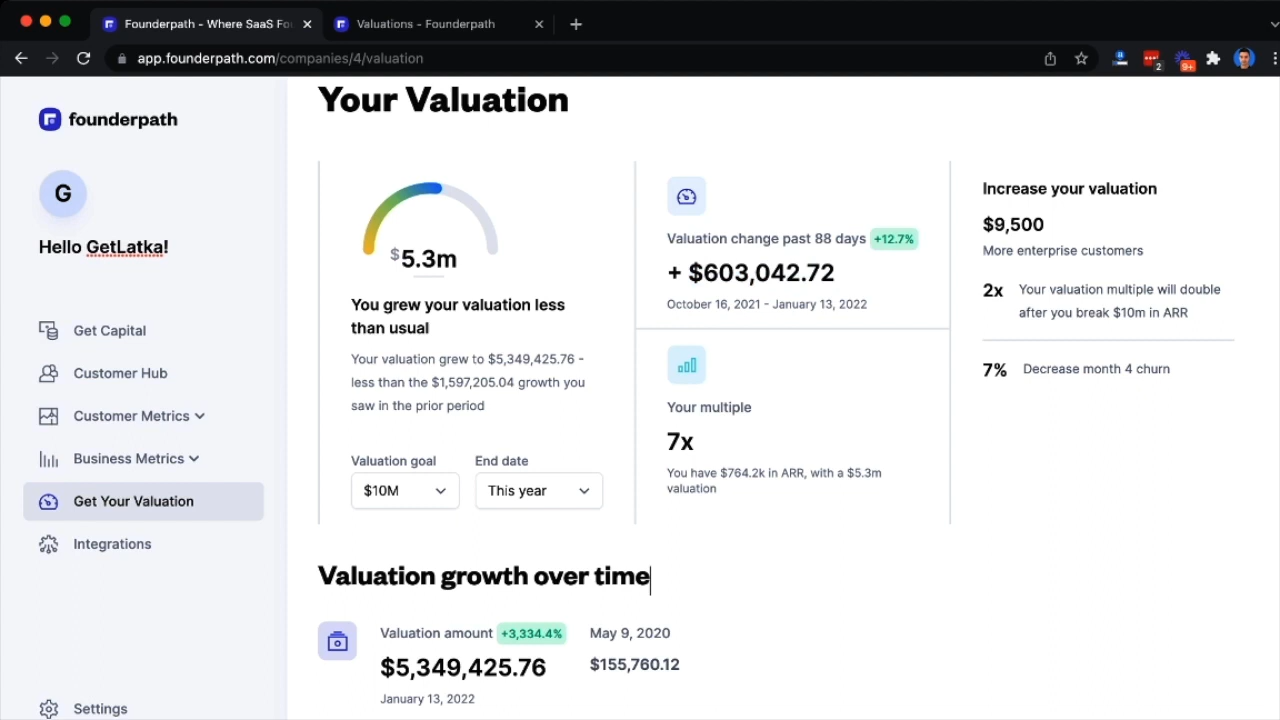 Founderpath - Where SaaS Fo
Valuations - Founderpath
app.founderpath.com/companies/4/valuation
2
9+
founderpath
G
Hello GetLatka!
Get Capital
Customer Hub
Customer Metrics
Business Metrics
Get Your Valuation
Integrations
Settings
Your Valuation
$5.3m
You grew your valuation less
than usual
Your valuation grew to $5,349,425.76 -
less than the $1,597,205.04 growth you
saw in the prior period
Valuation goal
End date
$10M
This year
Valuation change past 88 days +12.7%
+ $603,042.72
October 16, 2021 - January 13, 2022
Your multiple
7x
You have $764.2k in ARR, with a $5.3m
valuation
Increase your valuation
$9,500
More enterprise customers
2x Your valuation multiple will double
after you break $10m in ARR
7% Decrease month 4 churn
Valuation growth over time
Valuation amount +3,334.4%
$5,349,425.76
January 13, 2022
May 9, 2020
$155,760.12